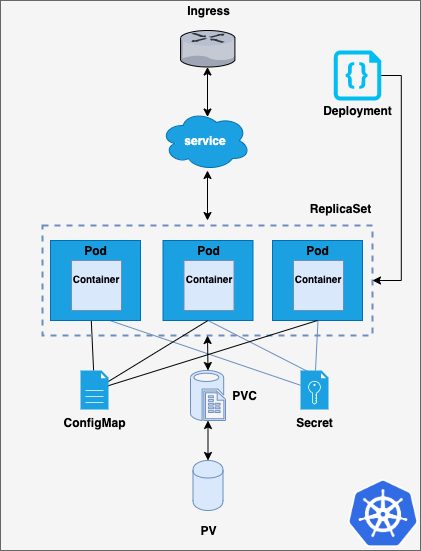 Ingress
{}
Deployment
service
ReplicaSet
Pod Pod Pod
Container Container Container
ConfigMap
PVC
Secret
PV